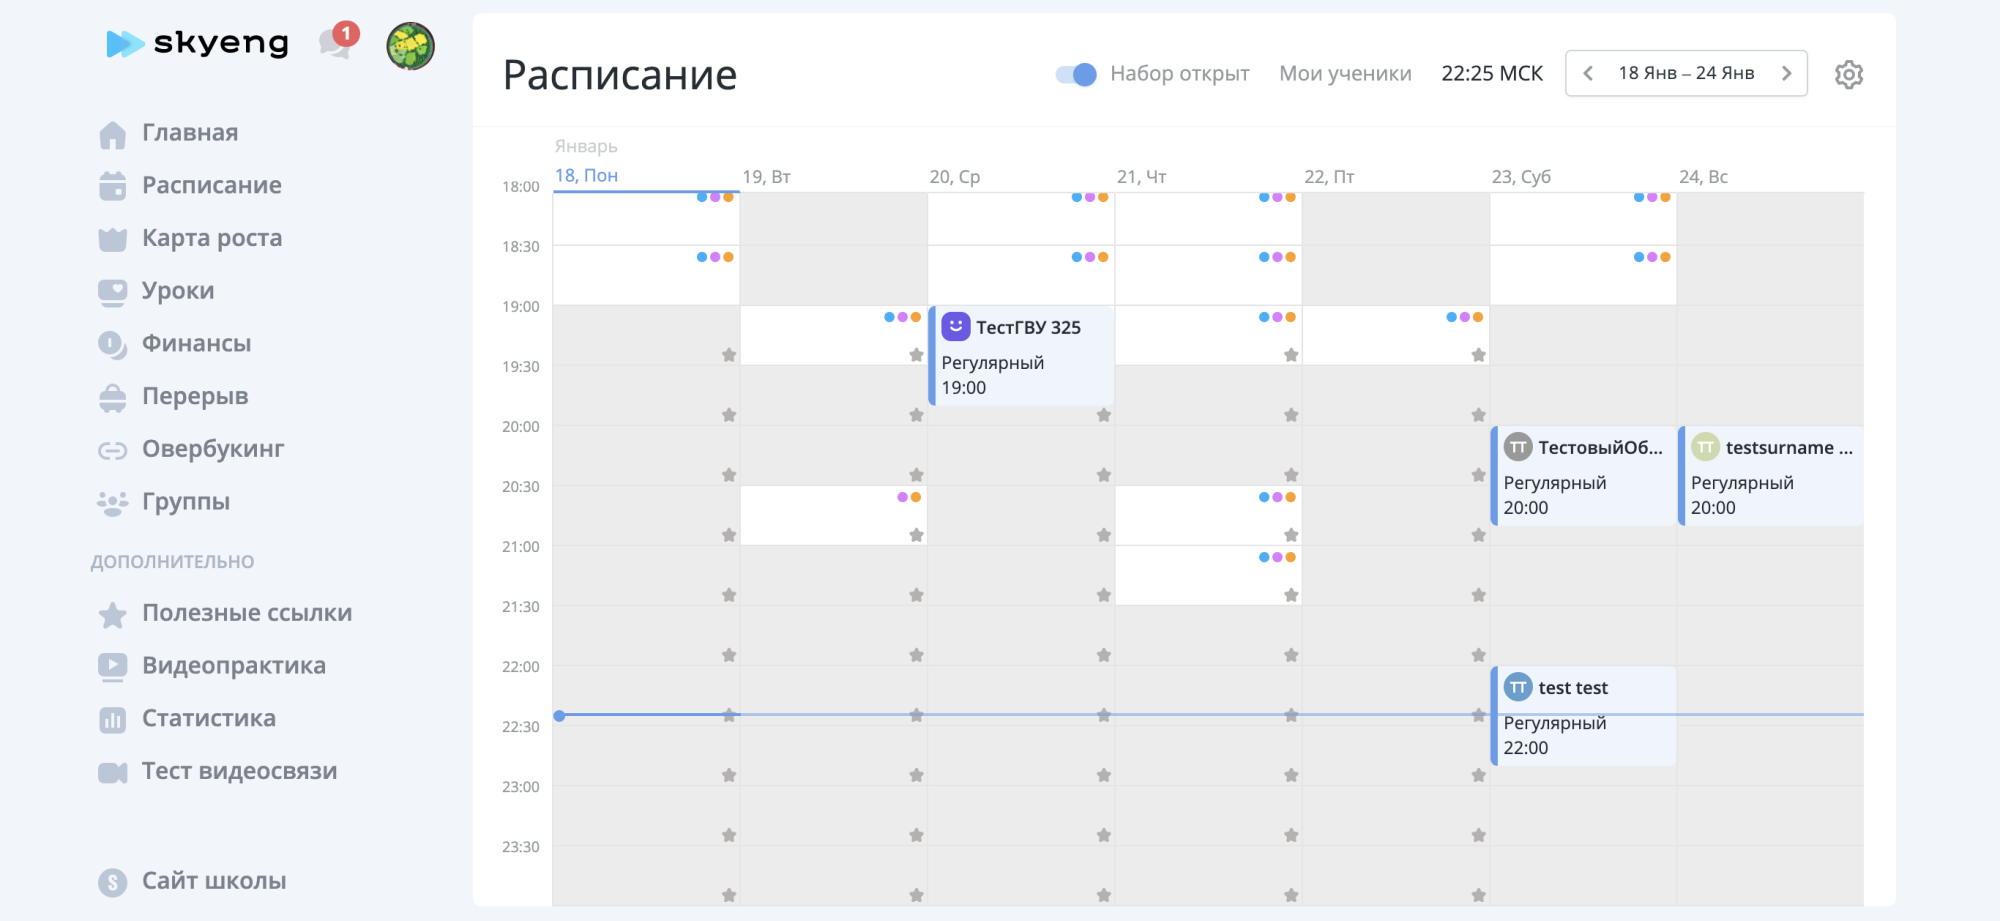 skyeng
1
Главная
Расписание
Карта роста
Уроки
Финансы
Перерыв
Овербукинг
Группы
ДОПОЛНИТЕЛЬНО
Полезные ссылки
Видеопрактика
Статистика
Тест видеосвязи
Сайт школы
Расписание
Набор открыт
Мои ученики
22:25 МСК
18 Янв – 24 Янв
Январь
18, Пон
19, Вт
20, Ср
21, Чт
22, Пт
23, Суб
24, Вс
18:00
18:30
19:00
19:30
20:00
20:30
21:00
21:30
22:00
22:30
23:00
23:30
ТестГВУ 325
Регулярный
19:00
ТТ ТестовыйОб...
Регулярный
20:00
TT testsurname ...
Регулярный
20:00
TT test test
Регулярный
22:00